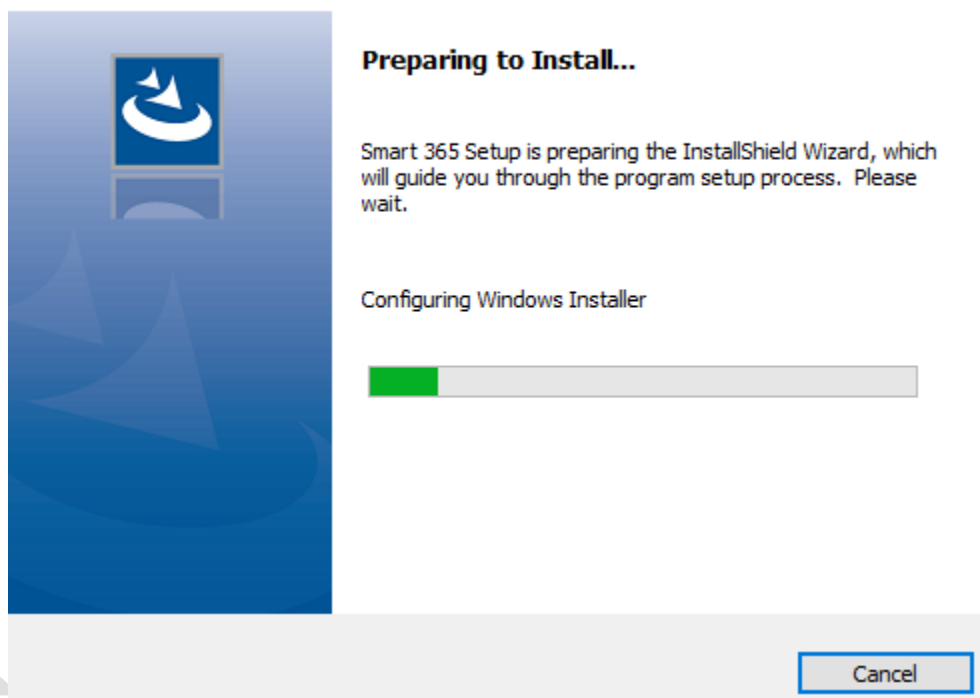 Preparing to Install...
Smart 365 Setup is preparing the InstallShield Wizard, which
will guide you through the program setup process.  Please
wait.
Configuring Windows Installer
Cancel